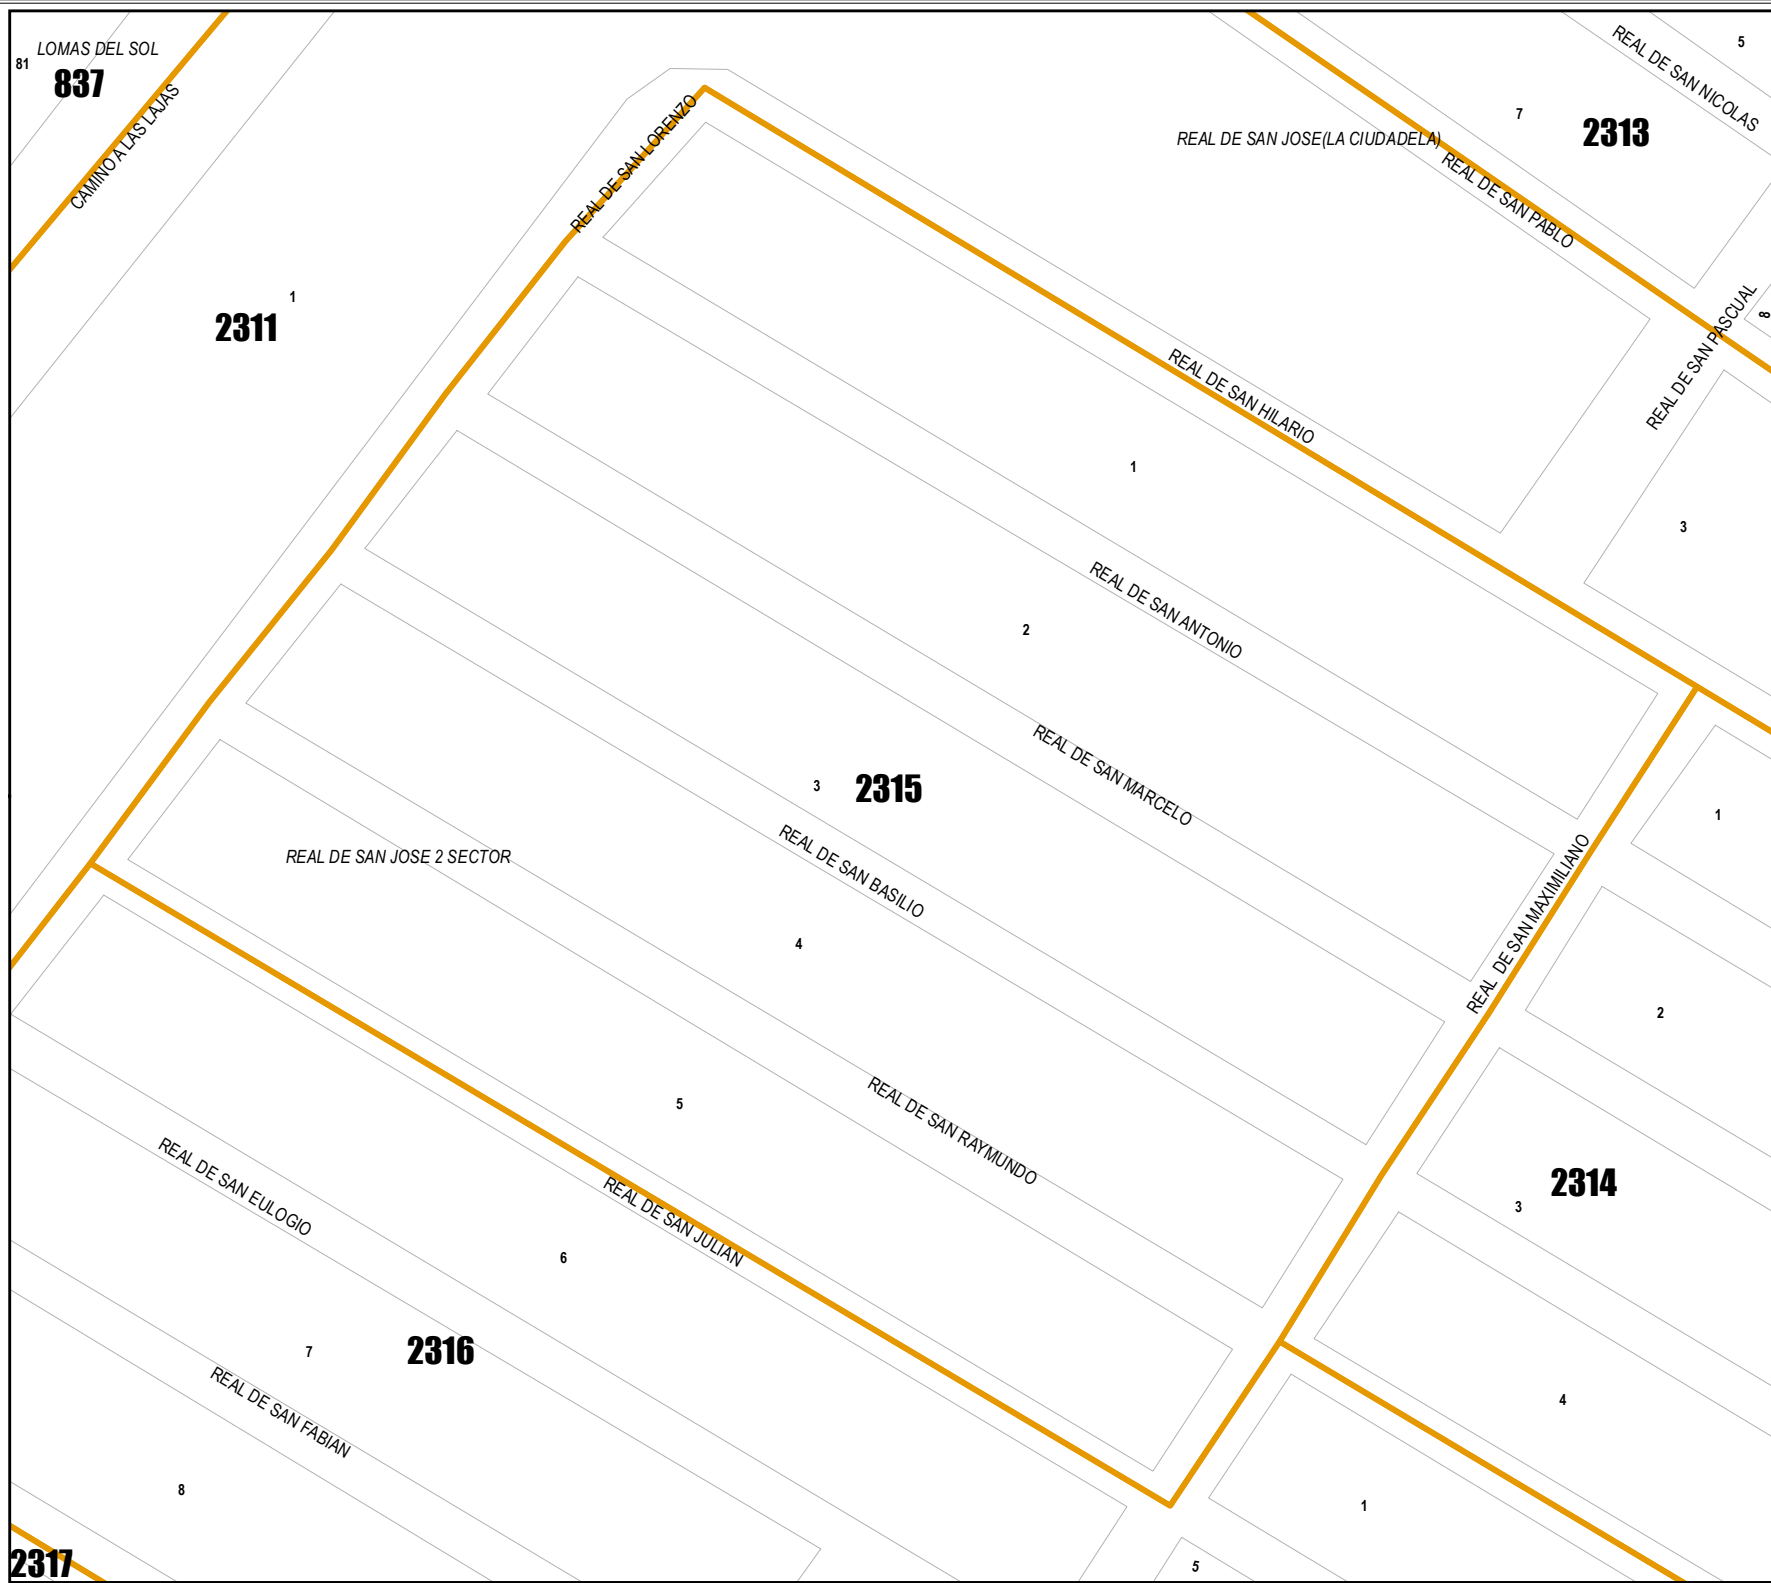 LOMAS DEL SOL
81
837
CAMINO A LAS LAJAS
REAL DE SAN LORENZO
REAL DE SAN JOSE(LA CIUDADELA)
REAL DE SAN NICOLAS
5
7
2313
REAL DE SAN PABLO
REAL DE SAN PASCUAL
8
1
2311
REAL DE SAN HILARIO
1
3
REAL DE SAN ANTONIO
2
REAL DE SAN MARCELO
3
2315
REAL DE SAN BASILIO
REAL DE SAN JOSE 2 SECTOR
REAL DE SAN MAXIMILIANO
1
4
2
5
REAL DE SAN RAYMUNDO
REAL DE SAN EULOGIO
REAL DE SAN JULIAN
2314
3
6
7
2316
REAL DE SAN FABIAN
4
8
1
2317
5